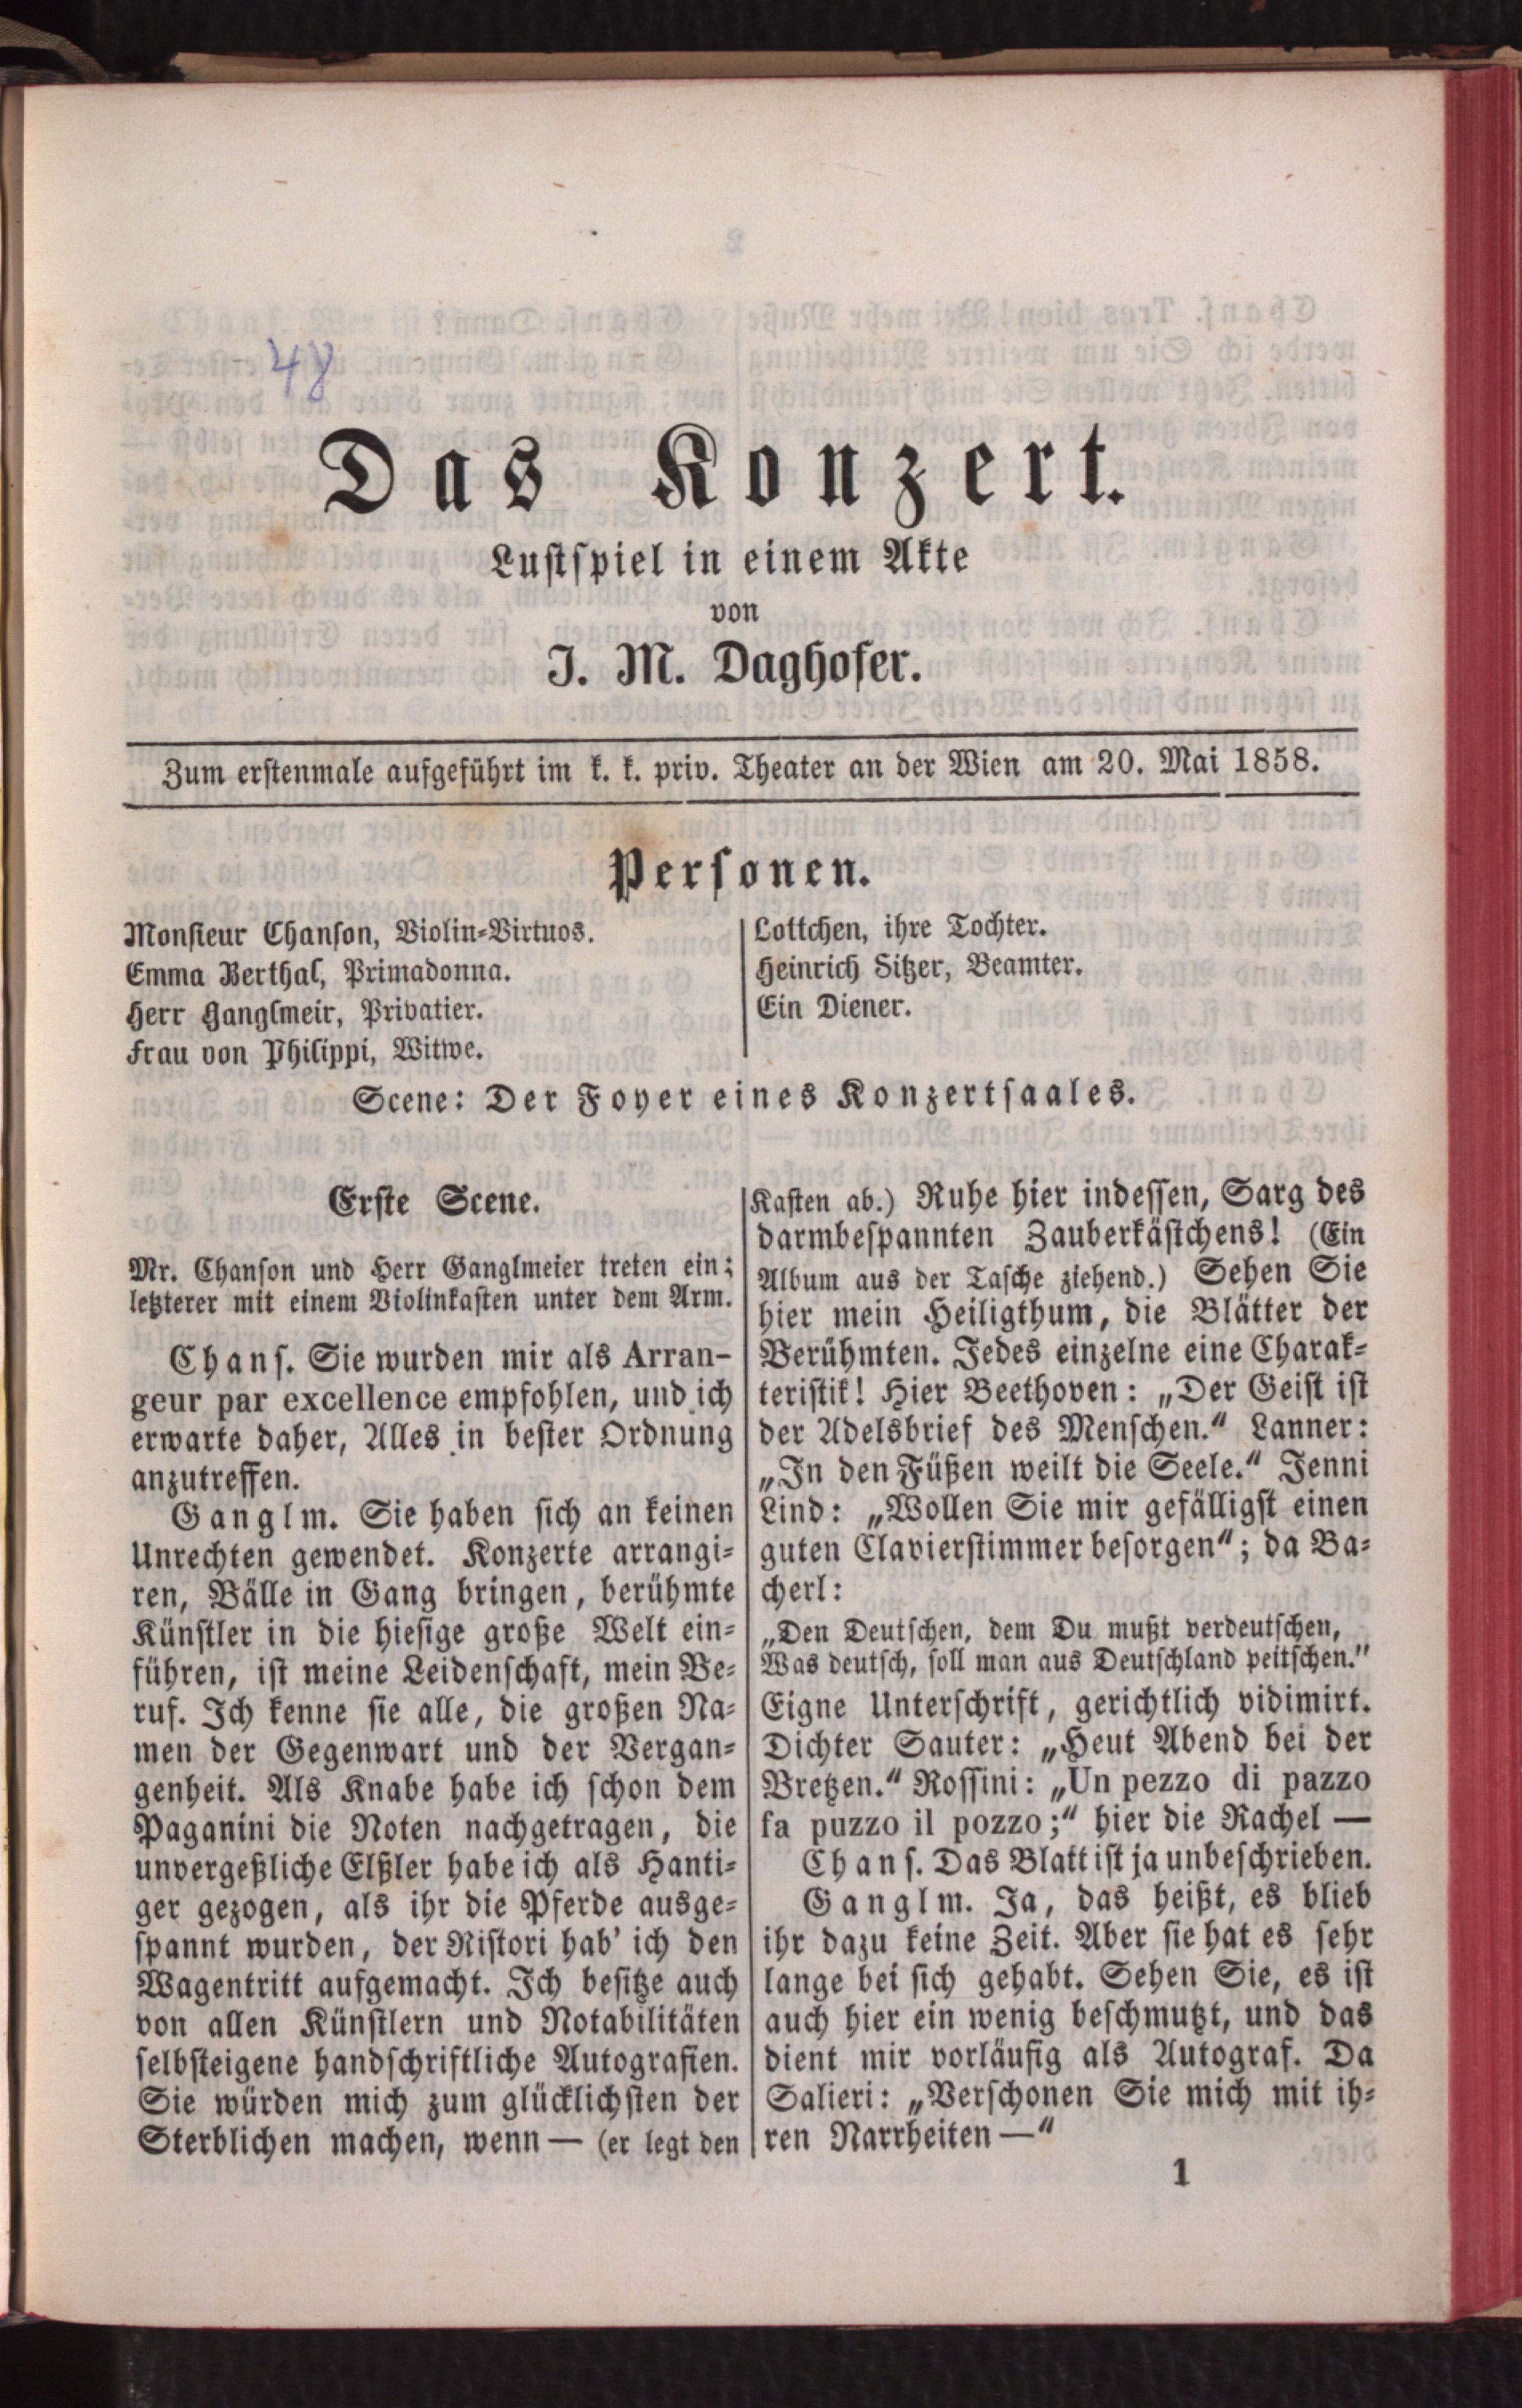 48
Das Konzert.
Lustspiel in einem Akte
von
J. M. Daghofer.
Zum erstenmale aufgeführt im k. k. priv. Theater an der Wien am 20. Mai 1858.
Personen.
Monsieur Chanson, Violin-Virtuos.
Emma Berthal, Primadonna.
Herr Ganglmeir, Privatier.
Frau von Philippi, Witwe.
Lottchen, ihre Tochter.
Heinrich Sitzer, Beamter.
Ein Diener.
Scene: Der Foyer eines Konzertsaales.
Erste Scene.
Mr. Chanson und Herr Ganglmeier treten ein;
letzterer mit einem Violinkasten unter dem Arm.
Chans. Sie wurden mir als Arran-
geur par excellence empfohlen, und ich
erwarte daher, Alles in bester Ordnung
anzutreffen.
Ganglm. Sie haben sich an keinen
Unrechten gewendet. Konzerte arrangi-
ren, Bälle in Gang bringen, berühmte
Künstler in die hiesige große Welt ein-
führen, ist meine Leidenschaft, mein Be-
ruf. Ich kenne sie alle, die großen Na-
men der Gegenwart und der Vergan-
genheit. Als Knabe habe ich schon dem
Paganini die Noten nachgetragen, die
unvergeßliche Elßler habe ich als Hanti-
ger gezogen, als ihr die Pferde ausge-
spannt wurden, der Ristori hab' ich den
Wagentritt aufgemacht. Ich besitze auch
von allen Künstlern und Notabilitäten
selbsteigene handschriftliche Autografien.
Sie würden mich zum glücklichsten der
Sterblichen machen, wenn — (er legt den
Kasten ab.) Ruhe hier indessen, Sarg des
darmbespannten Zauberkästchens! (Ein
Album aus der Tasche ziehend.) Sehen Sie
hier mein Heiligthum, die Blätter der
Berühmten. Jedes einzelne eine Charak-
teristik! Hier Beethoven: „Der Geist ist
der Adelsbrief des Menschen.“ Lanner:
„In den Füßen weilt die Seele.“ Jenni
Lind: „Wollen Sie mir gefälligst einen
guten Clavierstimmer besorgen“; da Ba-
cherl:
„Den Deutschen, dem Du mußt verdeutschen,
Was deutsch, soll man aus Deutschland peitschen.“
Eigne Unterschrift, gerichtlich vidimirt.
Dichter Sauter: „Heut Abend bei der
Bretzen.“ Rossini: „Un pezzo di pazzo
fa puzzo il pozzo;“ hier die Rachel —
Chans. Das Blatt ist ja unbeschrieben.
Ganglm. Ja, das heißt, es blieb
ihr dazu keine Zeit. Aber sie hat es sehr
lange bei sich gehabt. Sehen Sie, es ist
auch hier ein wenig beschmutzt, und das
dient mir vorläufig als Autograf. Da
Salieri: „Verschonen Sie mich mit ih-
ren Narrheiten —“
1